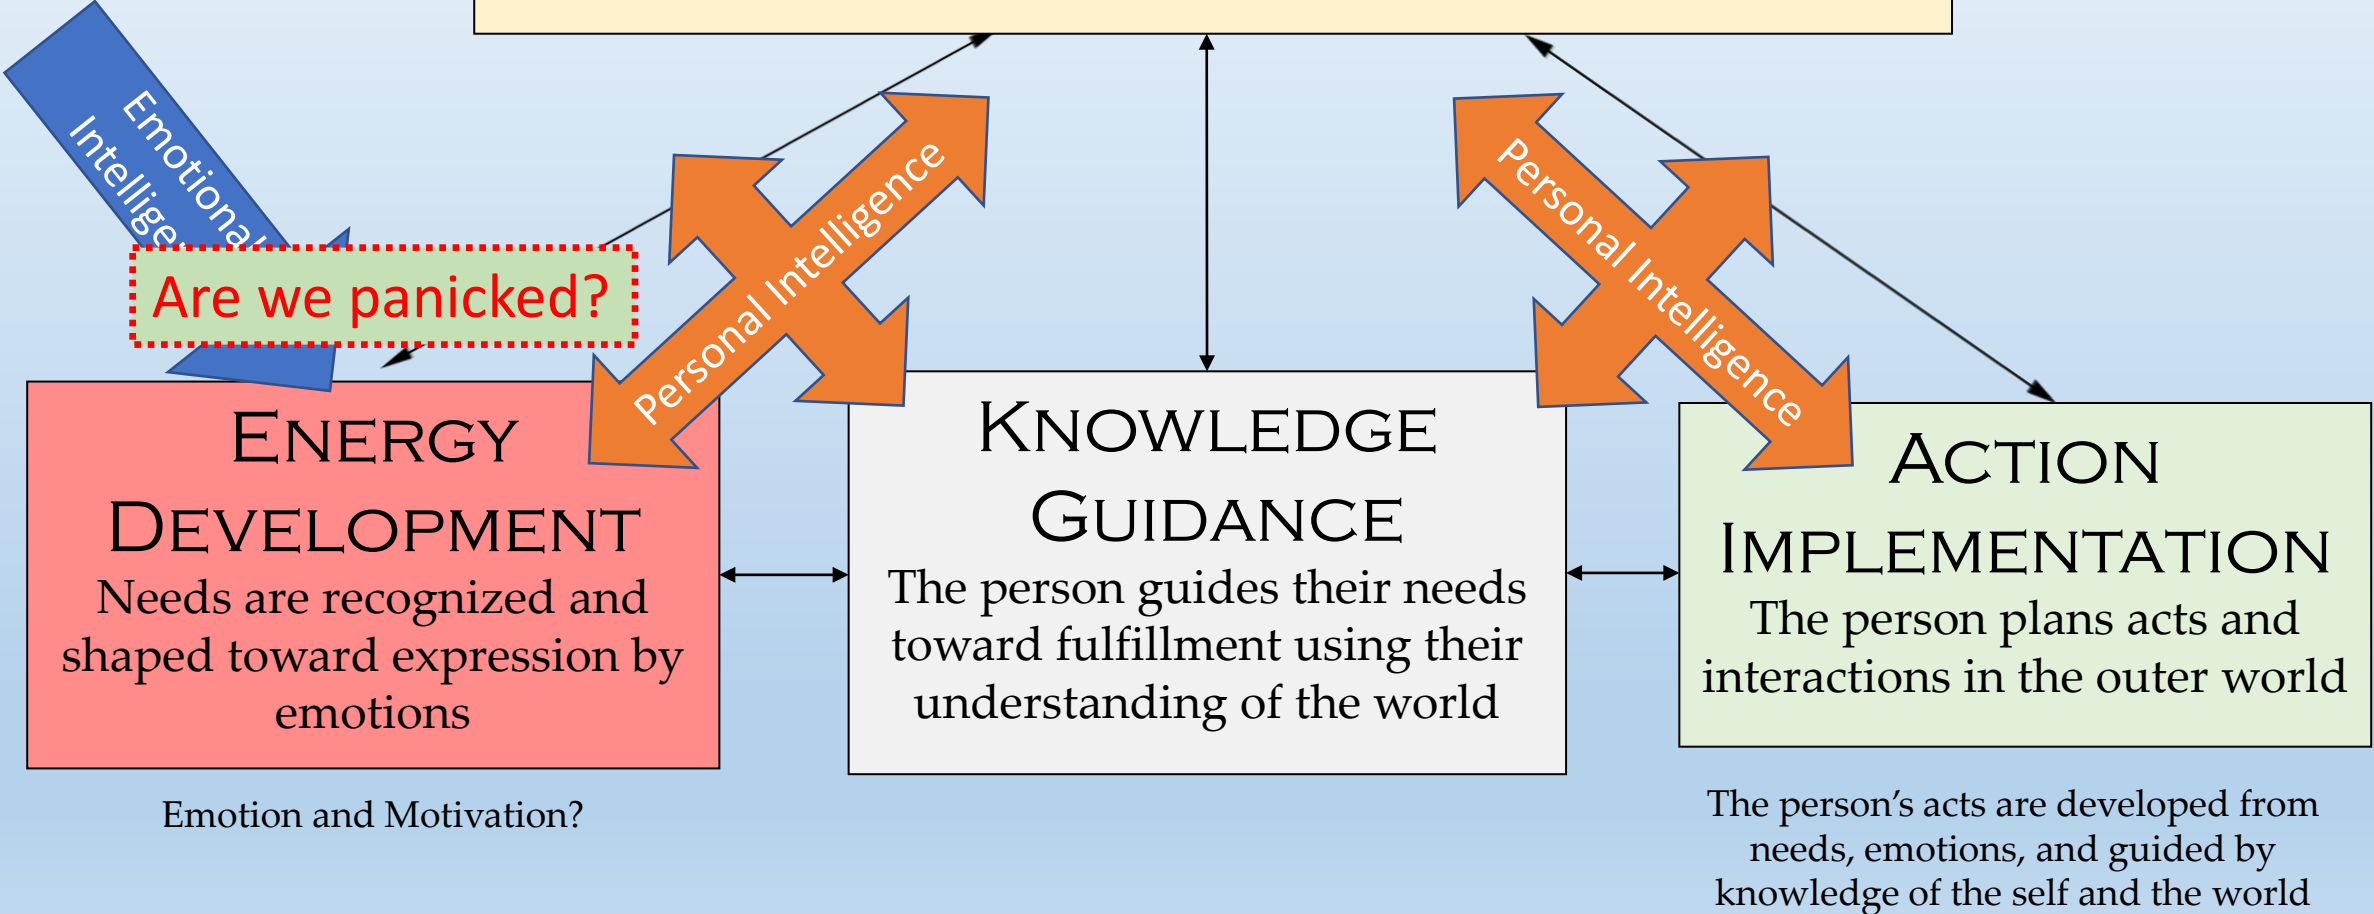 Emotional
Are we panicked?
Personal Intelligence
Personal Intelligence
ENERGY
DEVELOPMENT
Needs are recognized and
shaped toward expression by
emotions
Emotion and Motivation?
KNOWLEDGE
GUIDANCE
The person guides their needs
toward fulfillment using their
understanding of the world
ACTION
IMPLEMENTATION
The person plans acts and
interactions in the outer world
The person’s acts are developed from
needs, emotions, and guided by
knowledge of the self and the world